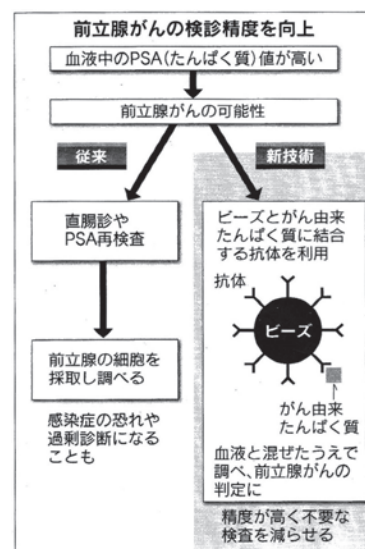 前立腺がんの検診精度を向上
血液中のPSA(たんぱく質)値が高い
前立腺がんの可能性
従来
直腸診や
PSA再検査
前立腺の細胞を
採取し調べる
感染症の恐れや
過剰診断になる
ことも
新技術
ビーズとがん由来
たんぱく質に結合
する抗体を利用
抗体
ビーズ
がん由来
たんぱく質
血液と混ぜたうえで
調べ、前立腺がんの
判定に
精度が高く不要な
検査を減らせる